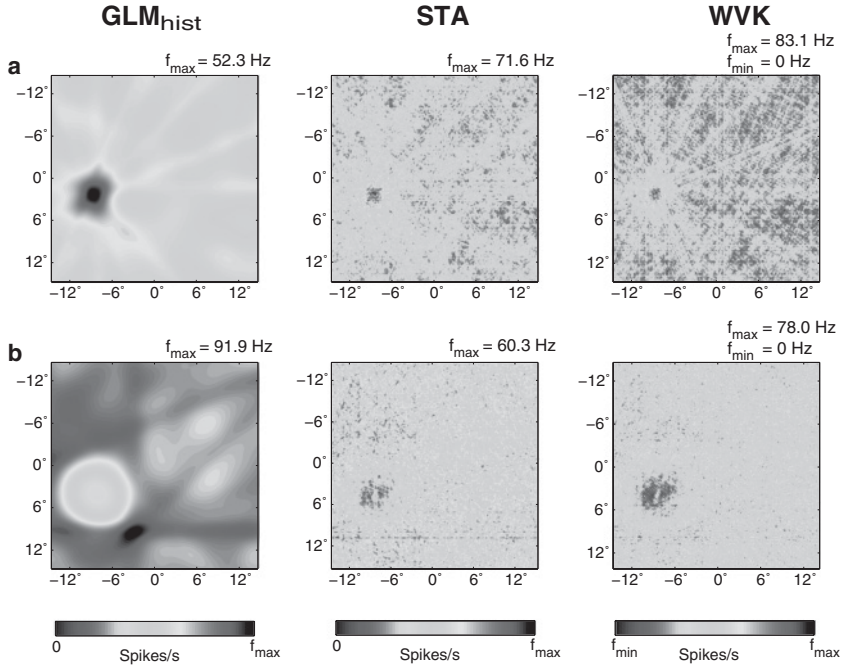 GLMhist STA WVK
a
fmax = 52.3 Hz fmax = 71.6 Hz fmax = 83.1 Hz
fmin = 0 Hz
−12° −12° −12°
−6° −6° −6°
0° 0° 0°
6° 6° 6°
12° 12° 12°
−12° −6° 0° 6° 12° −12° −6° 0° 6° 12° −12° −6° 0° 6° 12°
b
fmax = 91.9 Hz fmax = 60.3 Hz fmax = 78.0 Hz
fmin = 0 Hz
−12° −12° −12°
−6° −6° −6°
0° 0° 0°
6° 6° 6°
12° 12° 12°
−12° −6° 0° 6° 12° −12° −6° 0° 6° 12° −12° −6° 0° 6° 12°
0 Spikes/s fmax 0 Spikes/s fmax fmin Spikes/s fmax